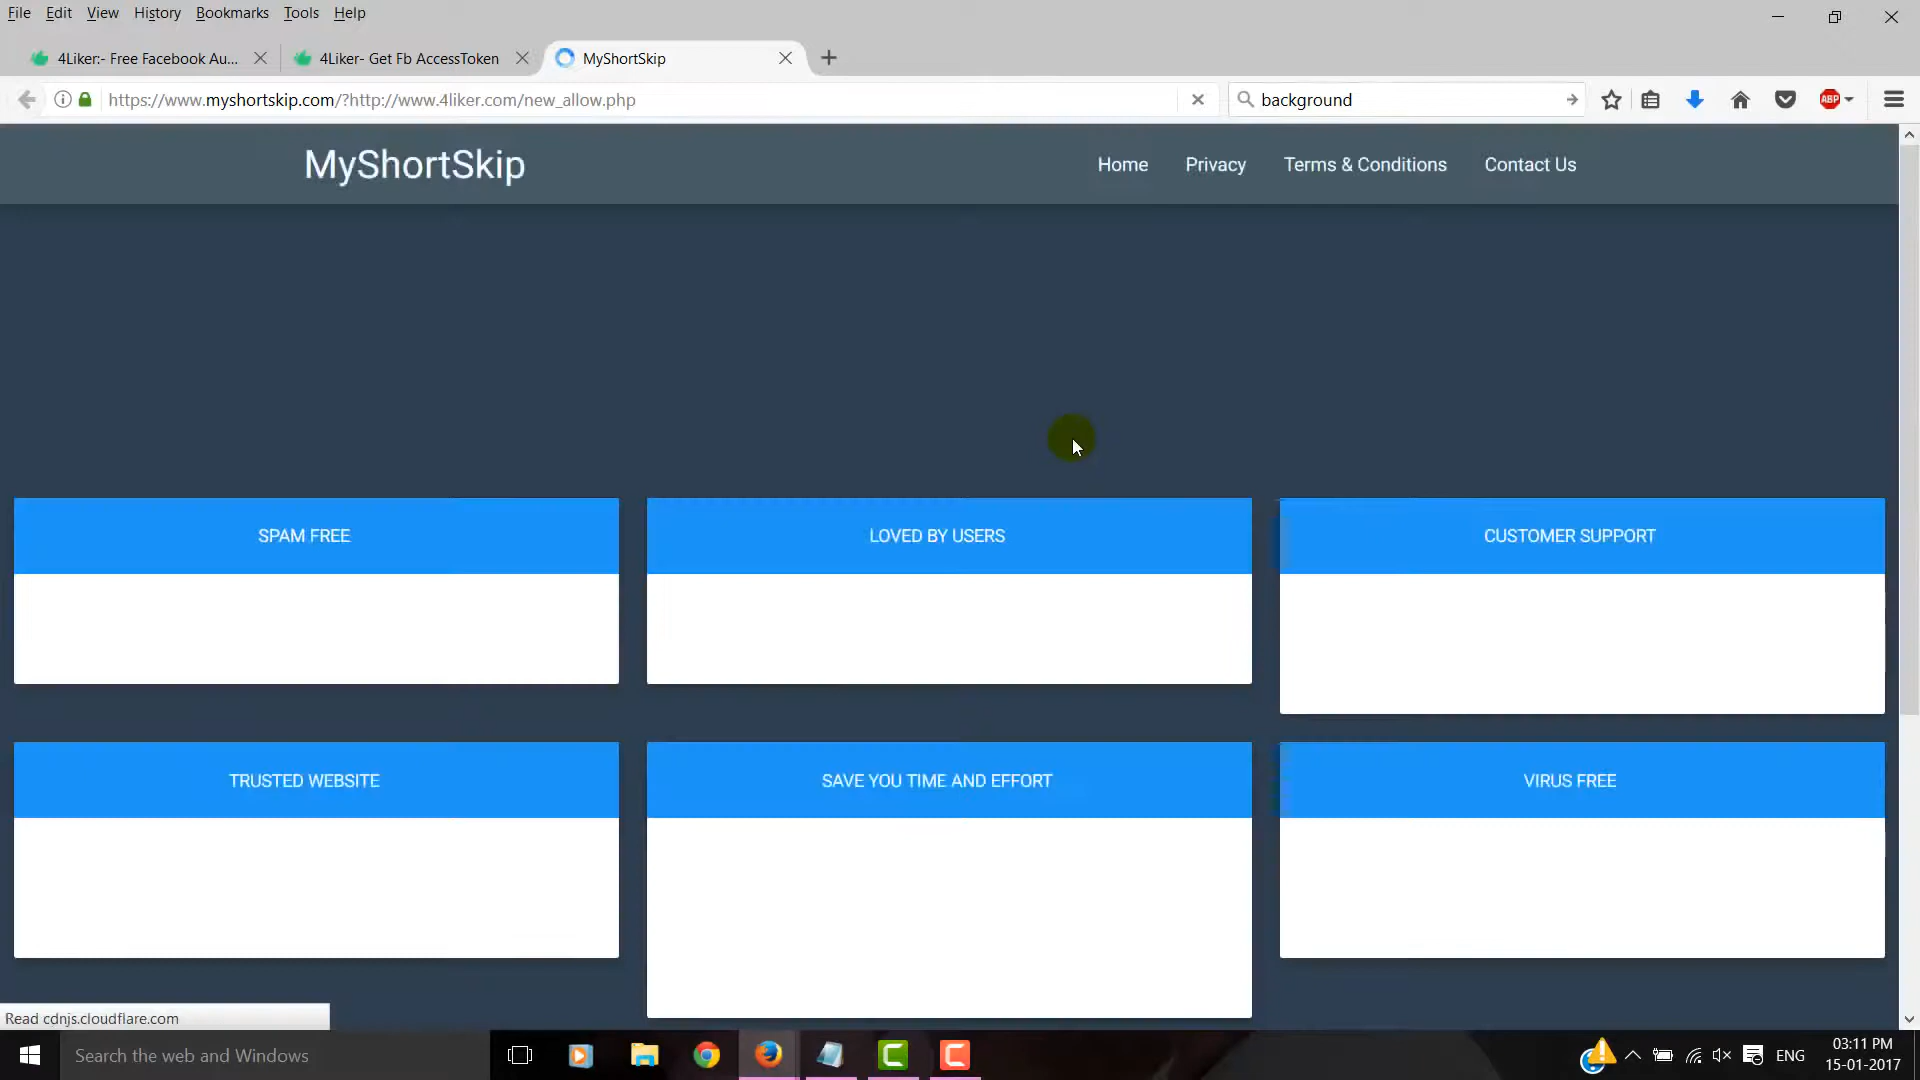 File Edit View History Bookmarks Tools Help
4Liker:- Free Facebook Au...
4Liker- Get Fb AccessToken
MyShortSkip
https://www.myshortskip.com/?http://www.4liker.com/new_allow.php
background
ABP
MyShortSkip
Home Privacy Terms & Conditions Contact Us
SPAM FREE
LOVED BY USERS
CUSTOMER SUPPORT
TRUSTED WEBSITE
SAVE YOU TIME AND EFFORT
VIRUS FREE
Read cdnjs.cloudflare.com
Search the web and Windows
ENG
03:11 PM
15-01-2017